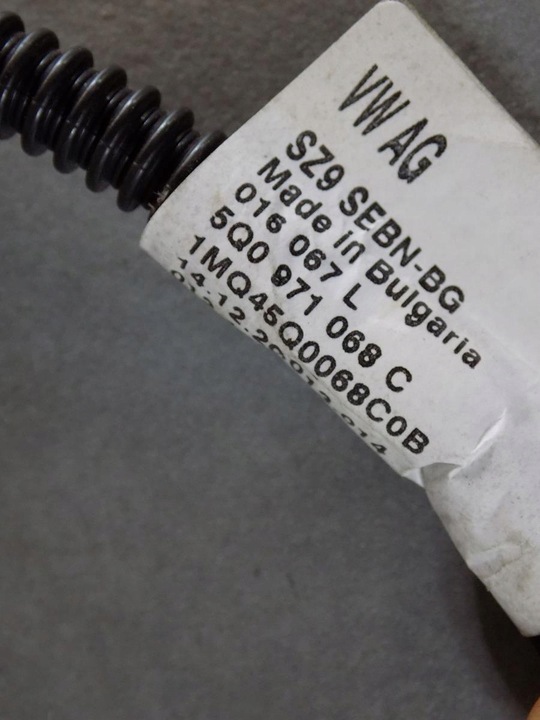 VW AG
SZ9 SEBN-BG
Made in Bulgaria
016 067 L
5Q0 971 068 C
1MQ45Q0068C0B